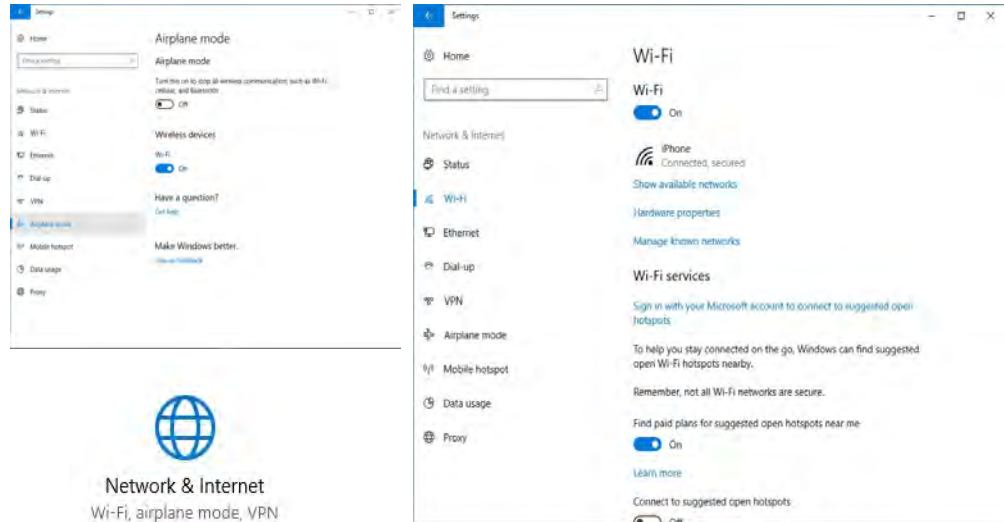 Settings
Home
Find a setting
Network & Internet
Status
Wi-Fi
Ethernet
Dial-up
VPN
Airplane mode
Mobile hotspot
Data usage
Proxy
Airplane mode
Airplane mode
Turn this on to stop all wireless communication, such as Wi-Fi,
cellular, and Bluetooth
Off
Wireless devices
Wi-Fi
On
Have a question?
Get help
Make Windows better.
Network & Internet
Wi-Fi, airplane mode, VPN
Settings
Home
Find a setting
Network & Internet
Status
Wi-Fi
Ethernet
Dial-up
VPN
Airplane mode
Mobile hotspot
Data usage
Proxy
Wi-Fi
Wi-Fi
On
iPhone
Connected, secured
Show available networks
Hardware properties
Manage known networks
Wi-Fi services
Sign in with your Microsoft account to connect to suggested open
hotspots
To help you stay connected on the go, Windows can find suggested
open Wi-Fi hotspots nearby.
Remember, not all Wi-Fi networks are secure.
Find paid plans for suggested open hotspots near me
On
Learn more
Connect to suggested open hotspots
Off